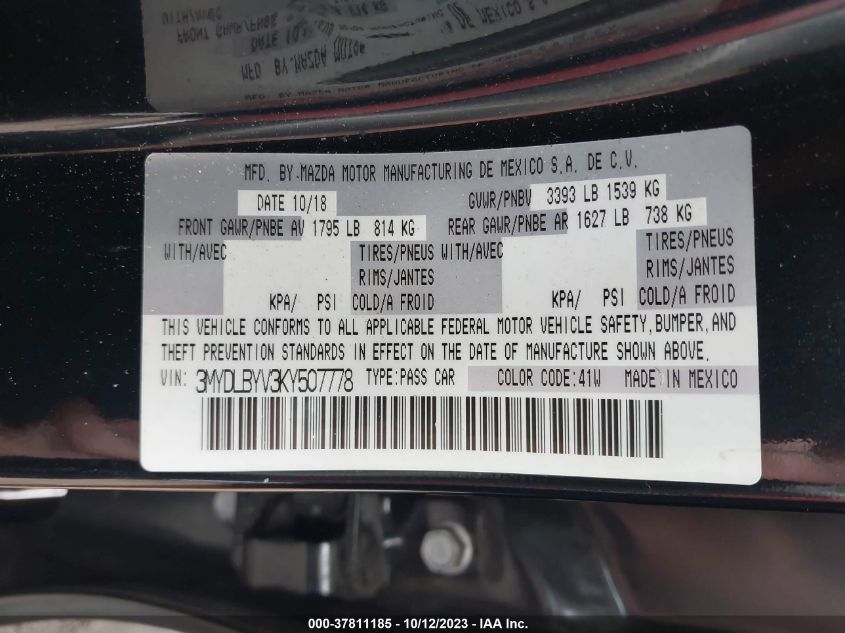 MFD. BY.MAZDA MOTOR MANUFACTURING DE MEXICO S.A. DE C.V.
DATE 10/18 GVWR/PNBV 3393 LB 1539 KG
FRONT GAWR/PNBE AV 1795 LB 814 KG REAR GAWR/PNBE AR 1627 LB 738 KG
WITH/AVEC TIRES/PNEUS WITH/AVEC TIRES/PNEUS
RIMS/JANTES RIMS/JANTES
KPA/ PSI COLD/A FROID KPA/ PSI COLD/A FROID
THIS VEHICLE CONFORMS TO ALL APPLICABLE FEDERAL MOTOR VEHICLE SAFETY,BUMPER,AND
THEFT PREVENTION STANDARDS IN EFFECT ON THE DATE OF MANUFACTURE SHOWN ABOVE.
VIN: 3MYDLBYV3KY507778 TYPE:PASS CAR COLOR CODE:41W MADE IN MEXICO
000-37811185 - 10/12/2023 - IAA Inc.